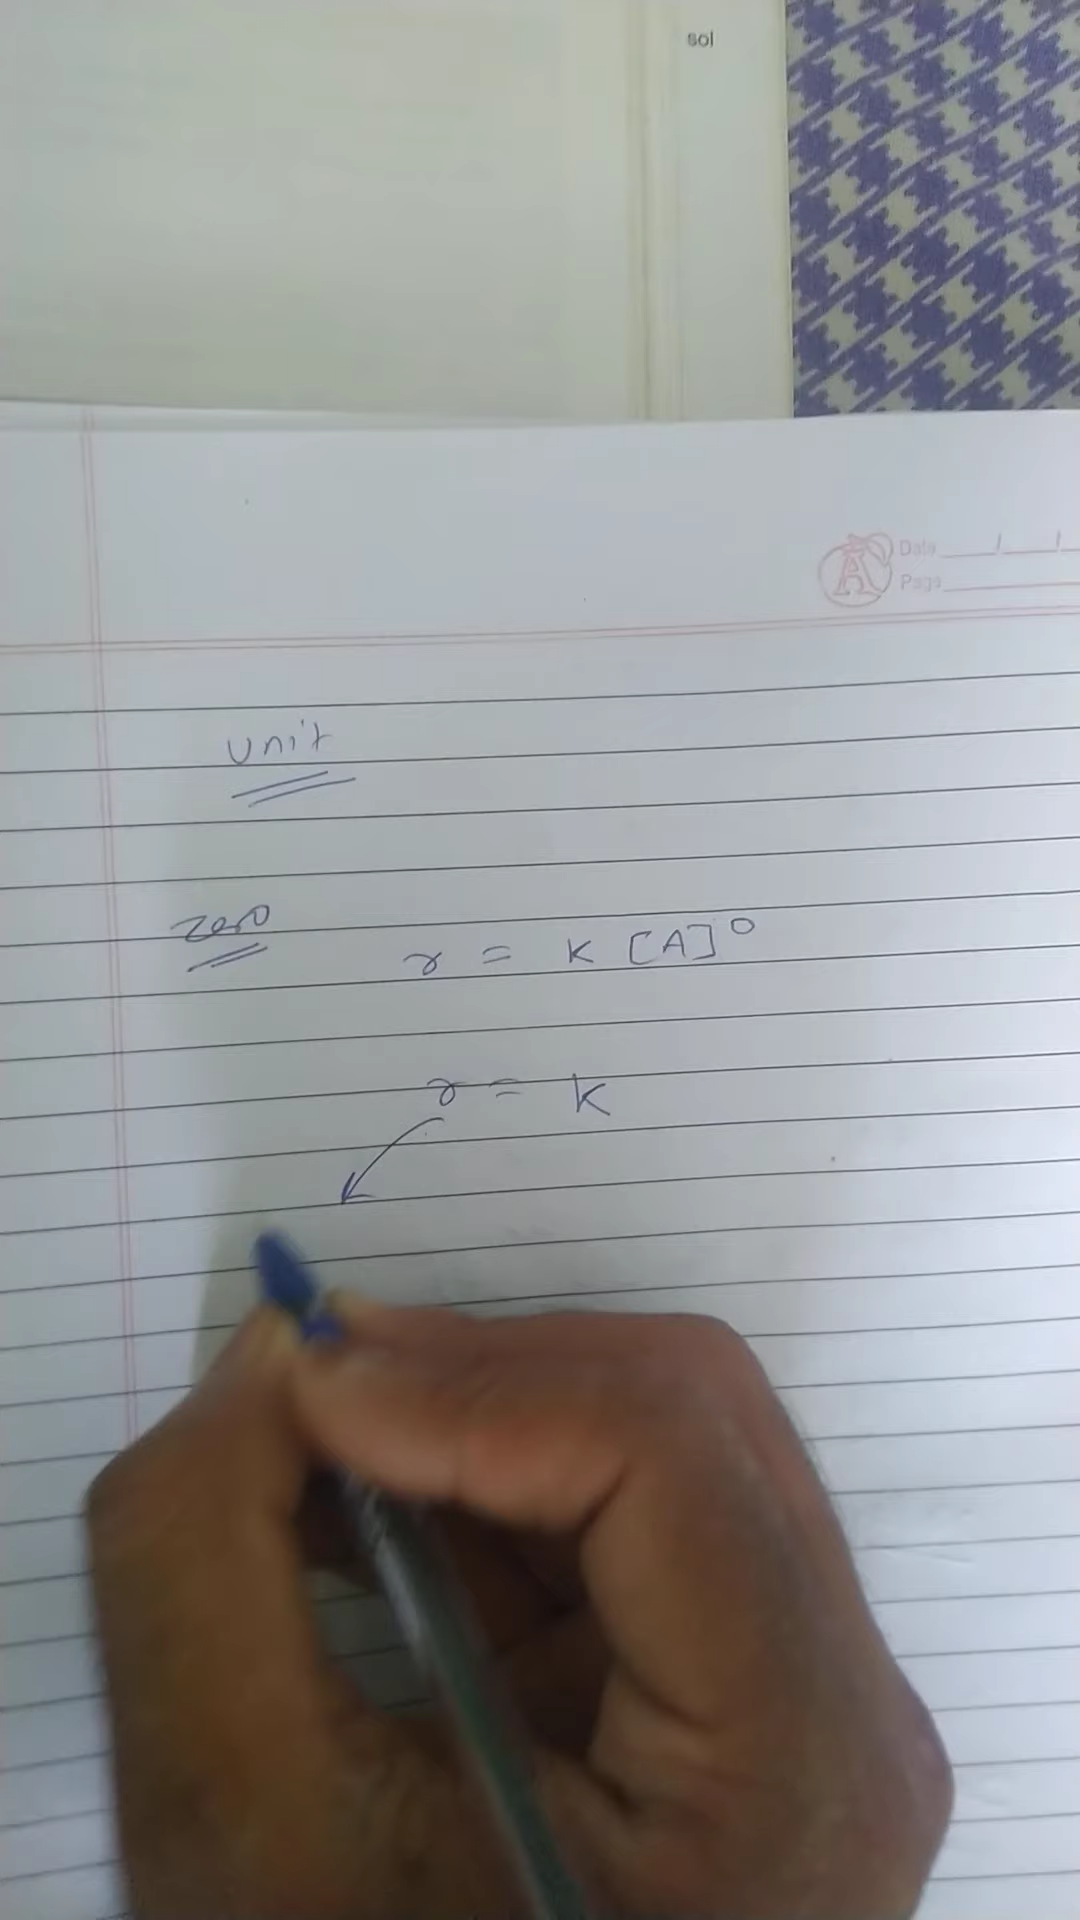 sol
Date / /
Page
Unit
Zero r = K [A]⁰
r = K